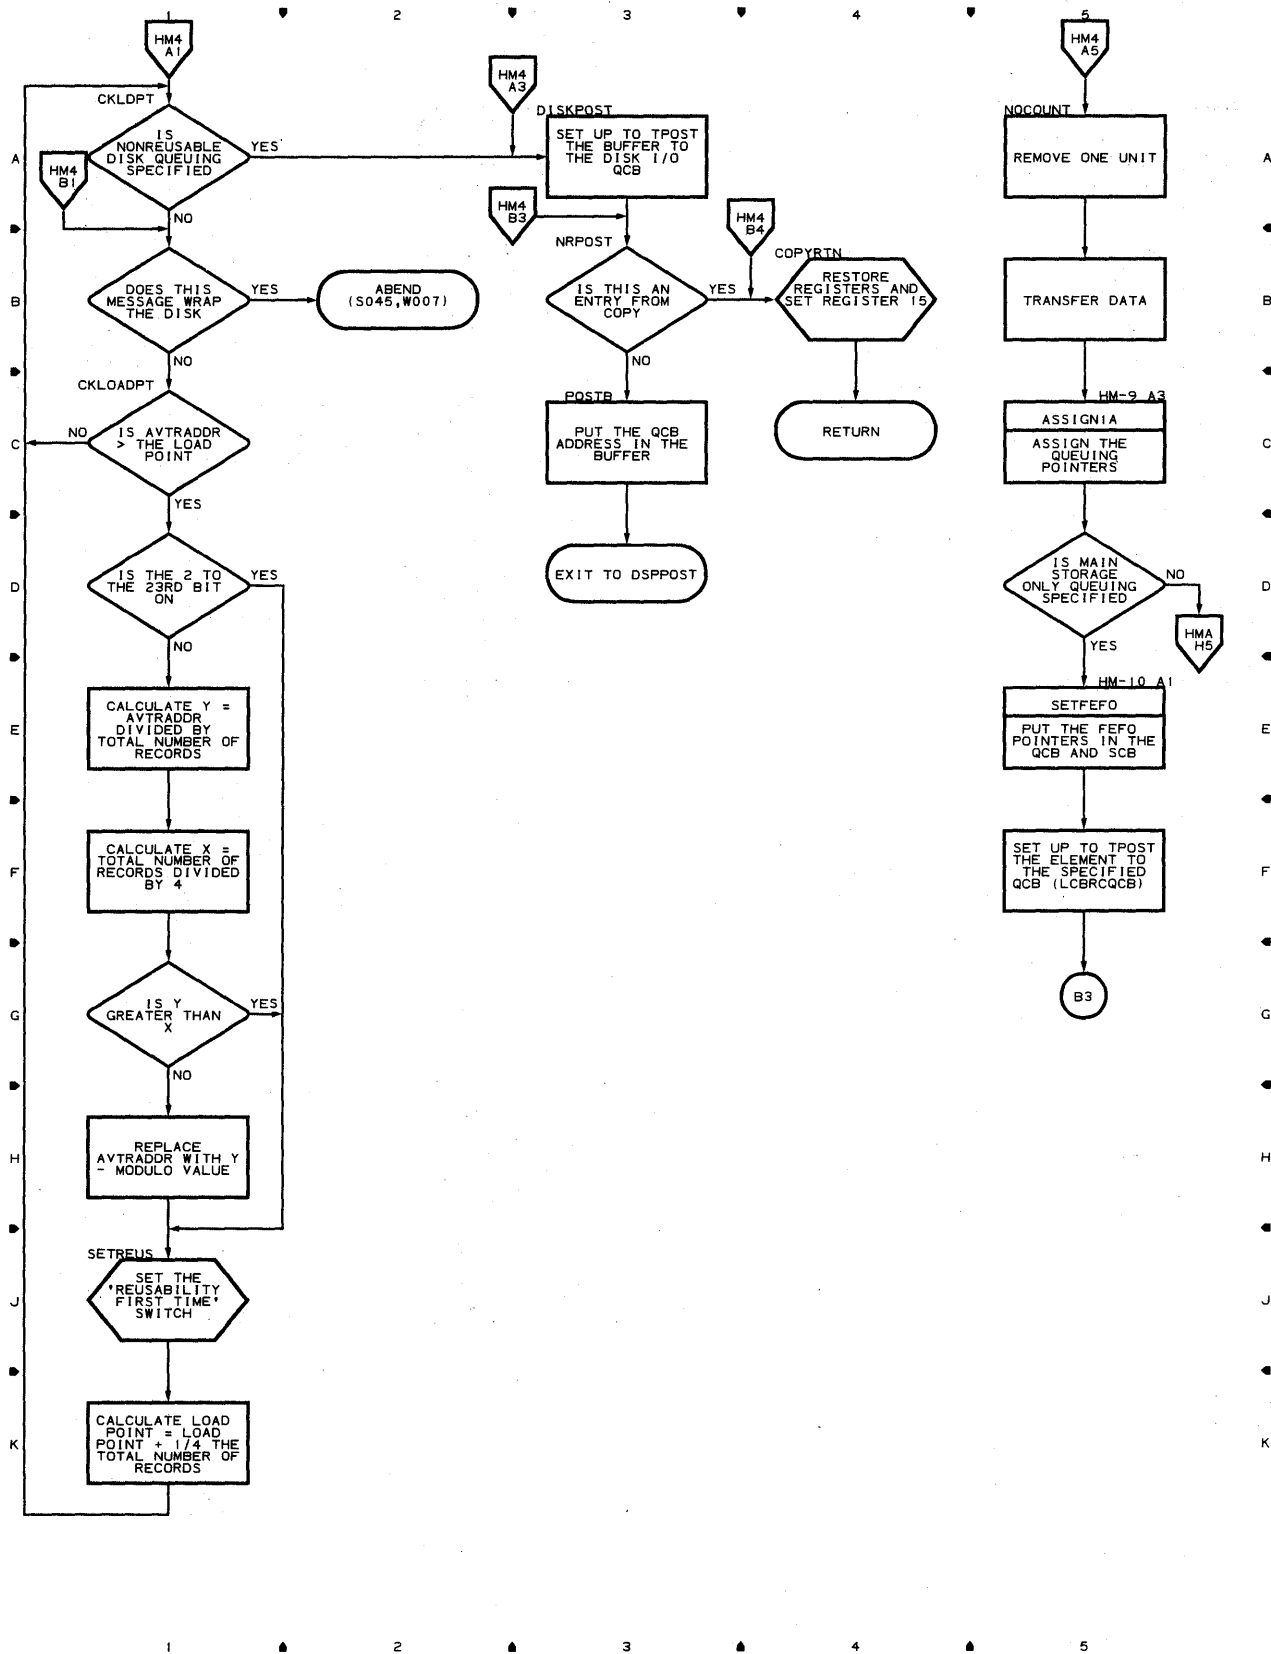 1
2
3
4
5
HM4
A1
CKLDPT
IS
NONREUSABLE
DISK QUEUING
SPECIFIED
YES
NO
HM4
B1
DOES THIS
MESSAGE WRAP
THE DISK
YES
NO
ABEND
(S045,W007)
CKLOADPT
IS AVTRADDR
> THE LOAD
POINT
NO
YES
IS THE 2 TO
THE 23RD BIT
ON
YES
NO
CALCULATE Y =
AVTRADDR
DIVIDED BY
TOTAL NUMBER OF
RECORDS
CALCULATE X =
TOTAL NUMBER OF
RECORDS DIVIDED
BY 4
IS Y
GREATER THAN
X
YES
NO
REPLACE
AVTRADDR WITH Y
- MODULO VALUE
SETREUS
SET THE
'REUSABILITY
FIRST TIME'
SWITCH
CALCULATE LOAD
POINT = LOAD
POINT + 1/4 THE
TOTAL NUMBER OF
RECORDS
HM4
A3
DISKPOST
SET UP TO TPOST
THE BUFFER TO
THE DISK I/O
QCB
HM4
B3
NRPOST
IS THIS AN
ENTRY FROM
COPY
YES
NO
HM4
B4
COPYRTN
RESTORE
REGISTERS AND
SET REGISTER 15
RETURN
POSTB
PUT THE QCB
ADDRESS IN THE
BUFFER
EXIT TO DSPPOST
HM4
A5
NOCOUNT
REMOVE ONE UNIT
TRANSFER DATA
HM-9 A3
ASSIGN1A
ASSIGN THE
QUEUING
POINTERS
IS MAIN
STORAGE
ONLY QUEUING
SPECIFIED
NO
YES
HMA
H5
HM-10 A1
SETFEFO
PUT THE FEFO
POINTERS IN THE
QCB AND SCB
SET UP TO TPOST
THE ELEMENT TO
THE SPECIFIED
QCB (LCBRCQCB)
B3
A
B
C
D
E
F
G
H
J
K
A
B
C
D
E
F
G
H
J
K
1
2
3
4
5